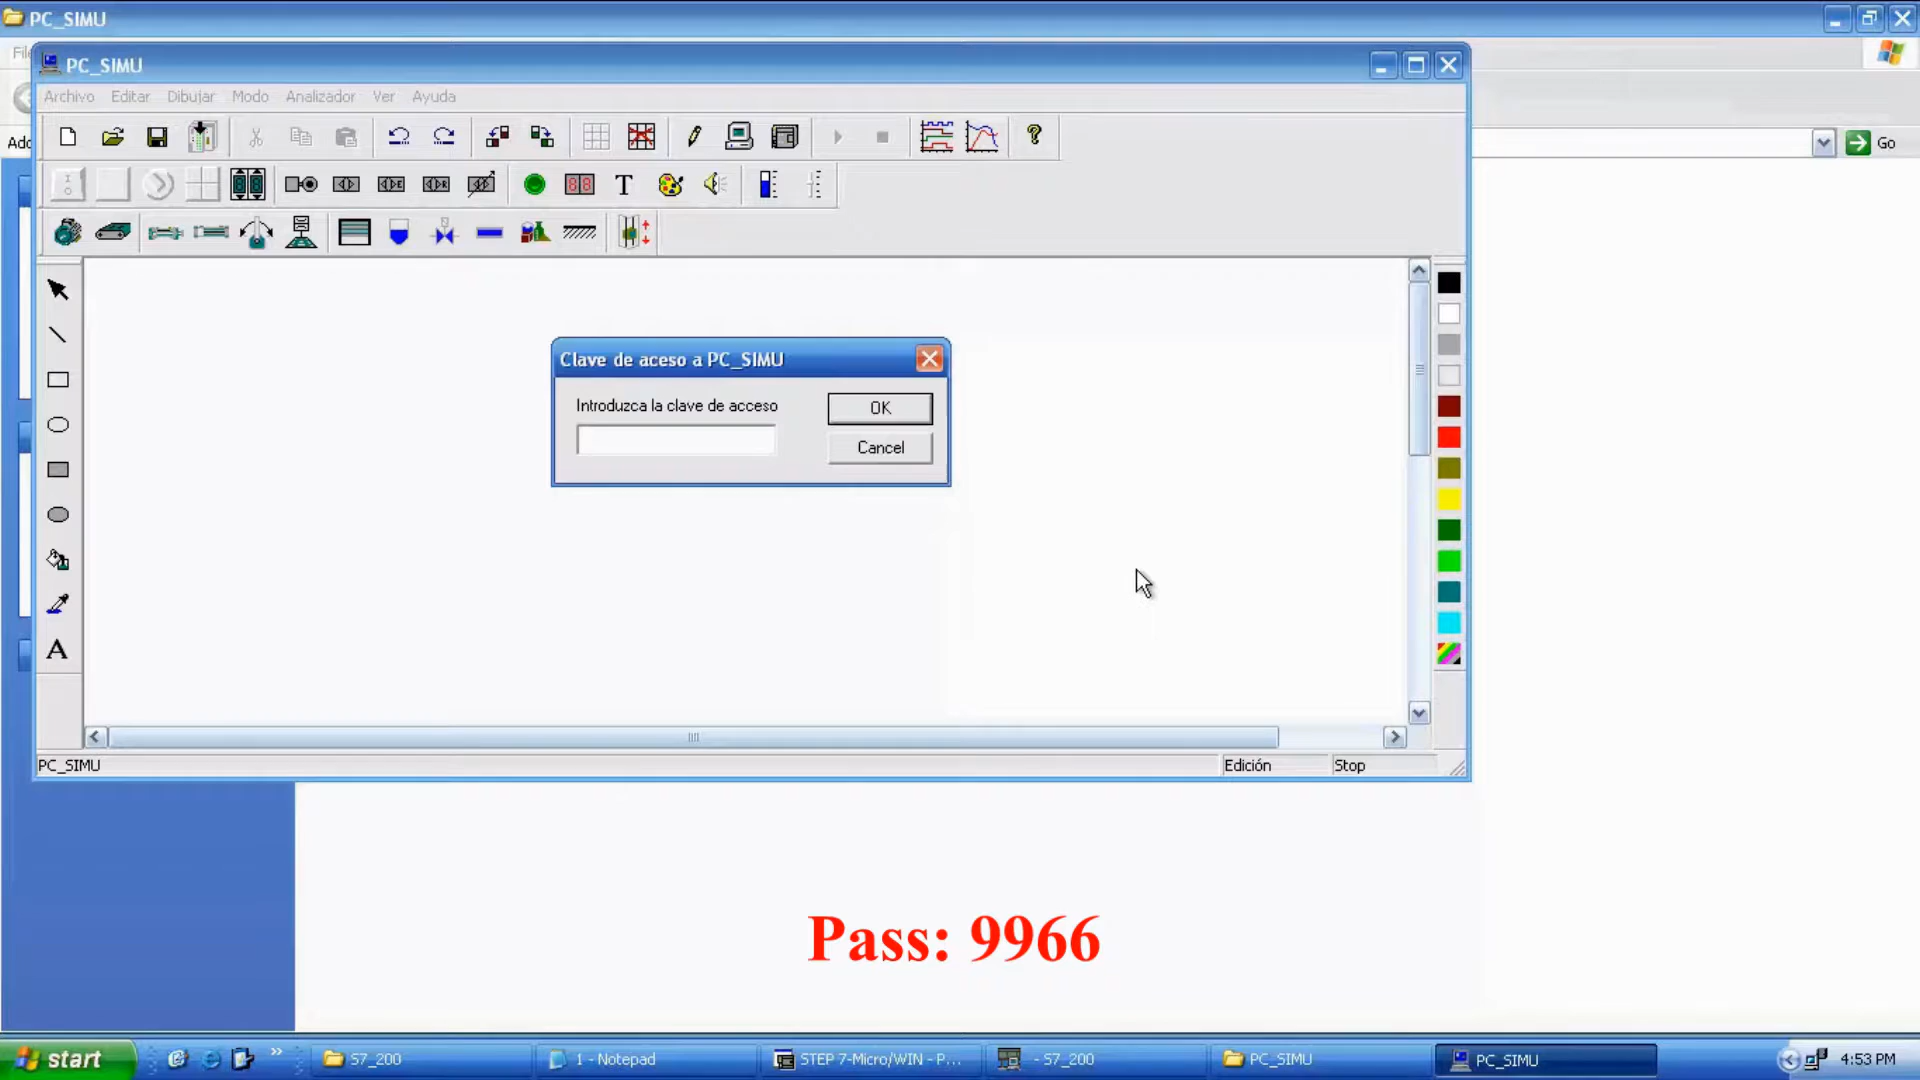 PC_SIMU
Fil
PC_SIMU
Archivo Editar Dibujar Modo Analizador Ver Ayuda
Go
T
Clave de aceso a PC_SIMU
Introduzca la clave de acceso
OK
Cancel
A
PC_SIMU
Edición
Stop
Pass: 9966
start
S7_200
1 - Notepad
STEP 7-Micro/WIN - P...
- S7_200
PC_SIMU
PC_SIMU
4:53 PM